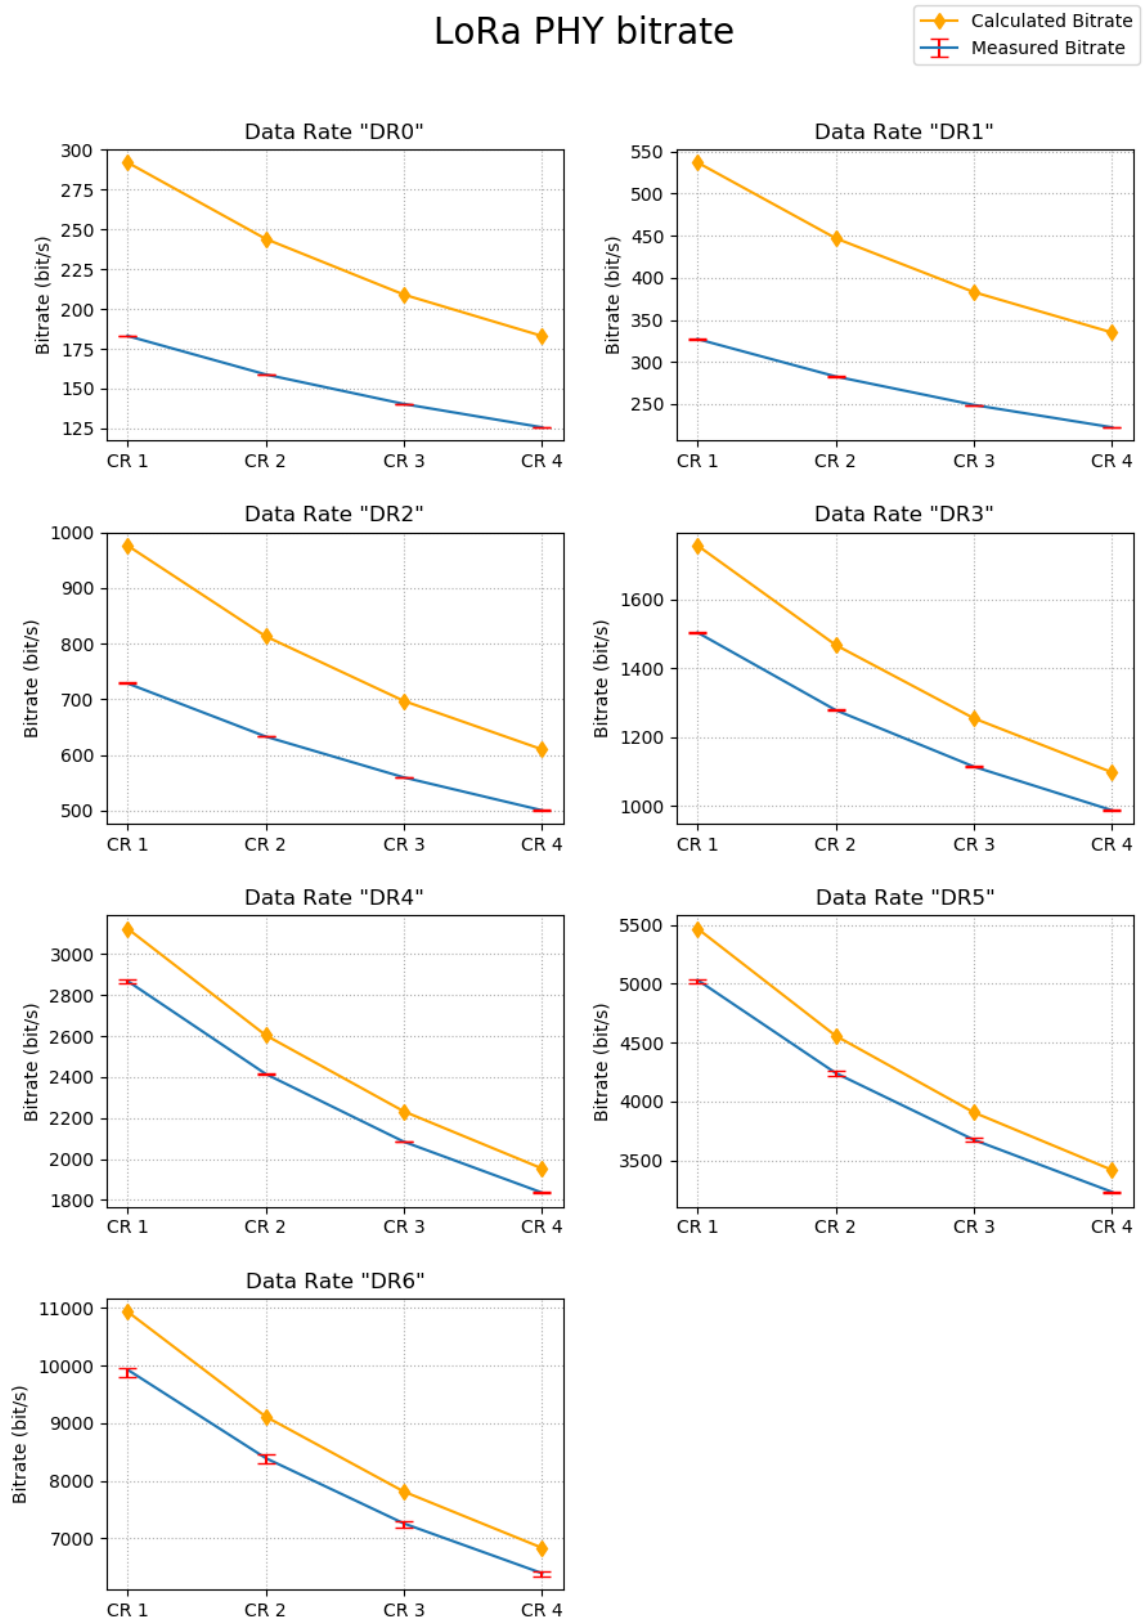 LoRa PHY bitrate
Calculated Bitrate
Measured Bitrate
Data Rate "DR0"
Bitrate (bit/s)
300
275
250
225
200
175
150
125
CR 1 CR 2 CR 3 CR 4
Data Rate "DR1"
Bitrate (bit/s)
550
500
450
400
350
300
250
CR 1 CR 2 CR 3 CR 4
Data Rate "DR2"
Bitrate (bit/s)
1000
900
800
700
600
500
CR 1 CR 2 CR 3 CR 4
Data Rate "DR3"
Bitrate (bit/s)
1600
1400
1200
1000
CR 1 CR 2 CR 3 CR 4
Data Rate "DR4"
Bitrate (bit/s)
3000
2800
2600
2400
2200
2000
1800
CR 1 CR 2 CR 3 CR 4
Data Rate "DR5"
Bitrate (bit/s)
5500
5000
4500
4000
3500
CR 1 CR 2 CR 3 CR 4
Data Rate "DR6"
Bitrate (bit/s)
11000
10000
9000
8000
7000
CR 1 CR 2 CR 3 CR 4